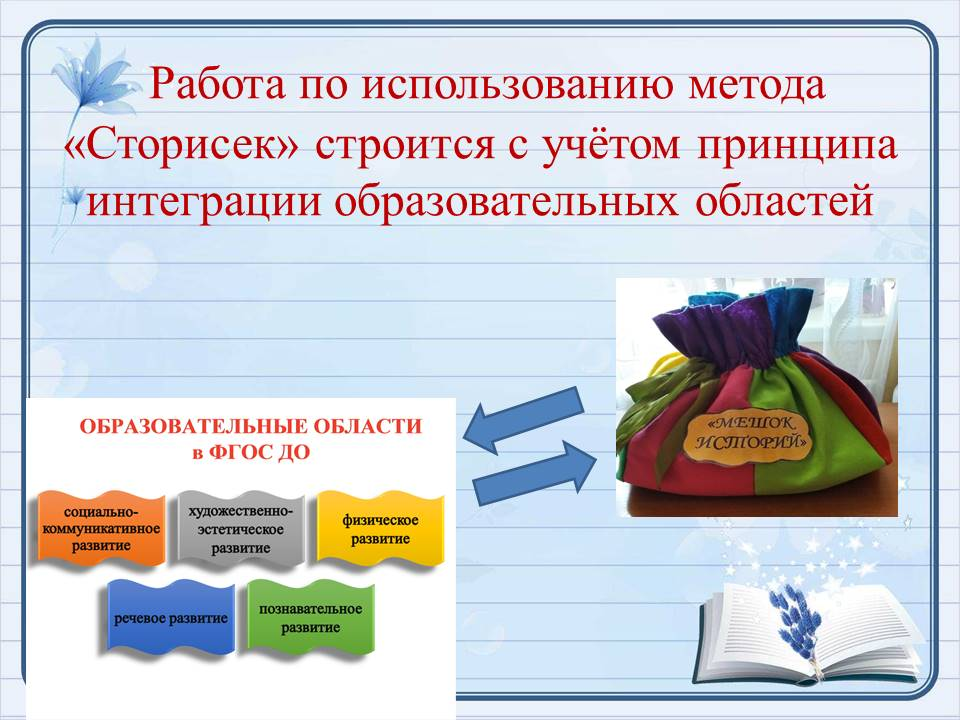 Работа по использованию метода
«Сторисек» строится с учётом принципа
интеграции образовательных областей
«МЕШОК
ИСТОРИЙ»
ОБРАЗОВАТЕЛЬНЫЕ ОБЛАСТИ
в ФГОС ДО
социально-
коммуникативное
развитие
художественно-
эстетическое
развитие
физическое
развитие
речевое развитие
познавательное
развитие